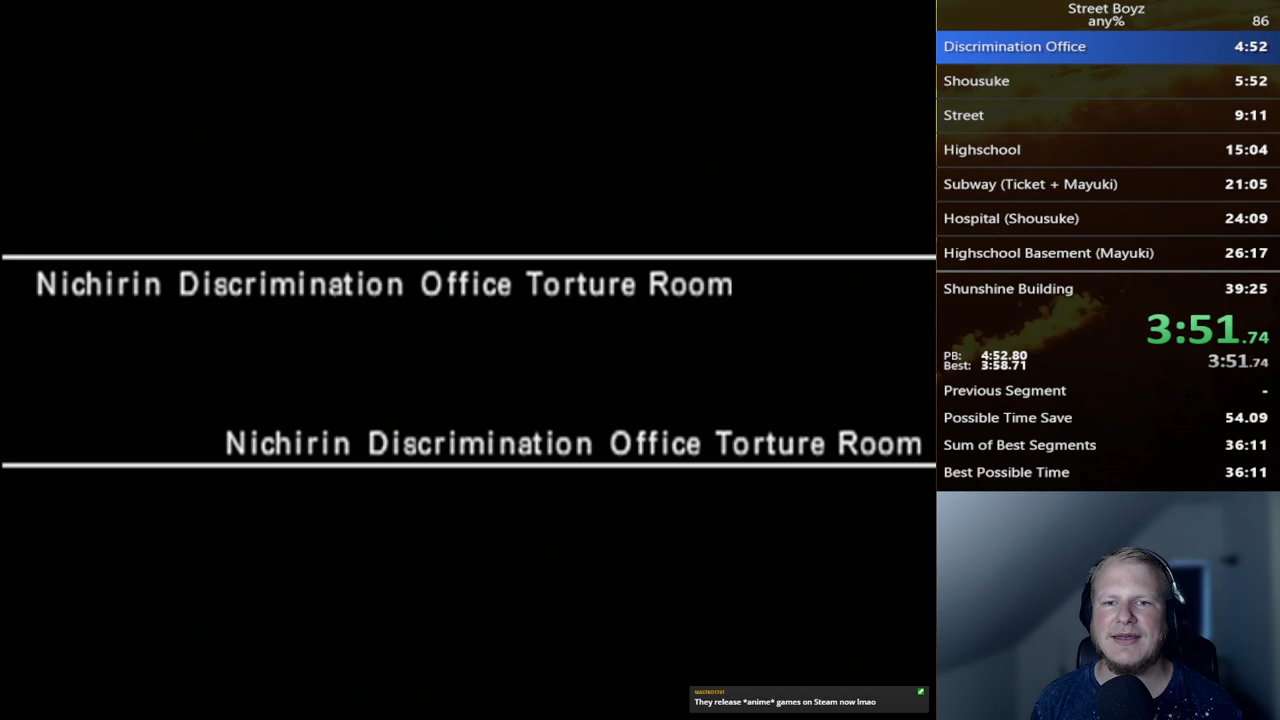 Street Boyz
any%
86
Discrimination Office 4:52
Shousuke 5:52
Street 9:11
Highschool 15:04
Subway (Ticket + Mayuki) 21:05
Hospital (Shousuke) 24:09
Highschool Basement (Mayuki) 26:17
Shunshine Building 39:25
3:51.74
PB: 4:52.80
Best: 3:58.71
3:51.74
Previous Segment -
Possible Time Save 54.09
Sum of Best Segments 36:11
Best Possible Time 36:11
Nichirin Discrimination Office Torture Room
Nichirin Discrimination Office Torture Room
They release *anime* games on Steam now lmao